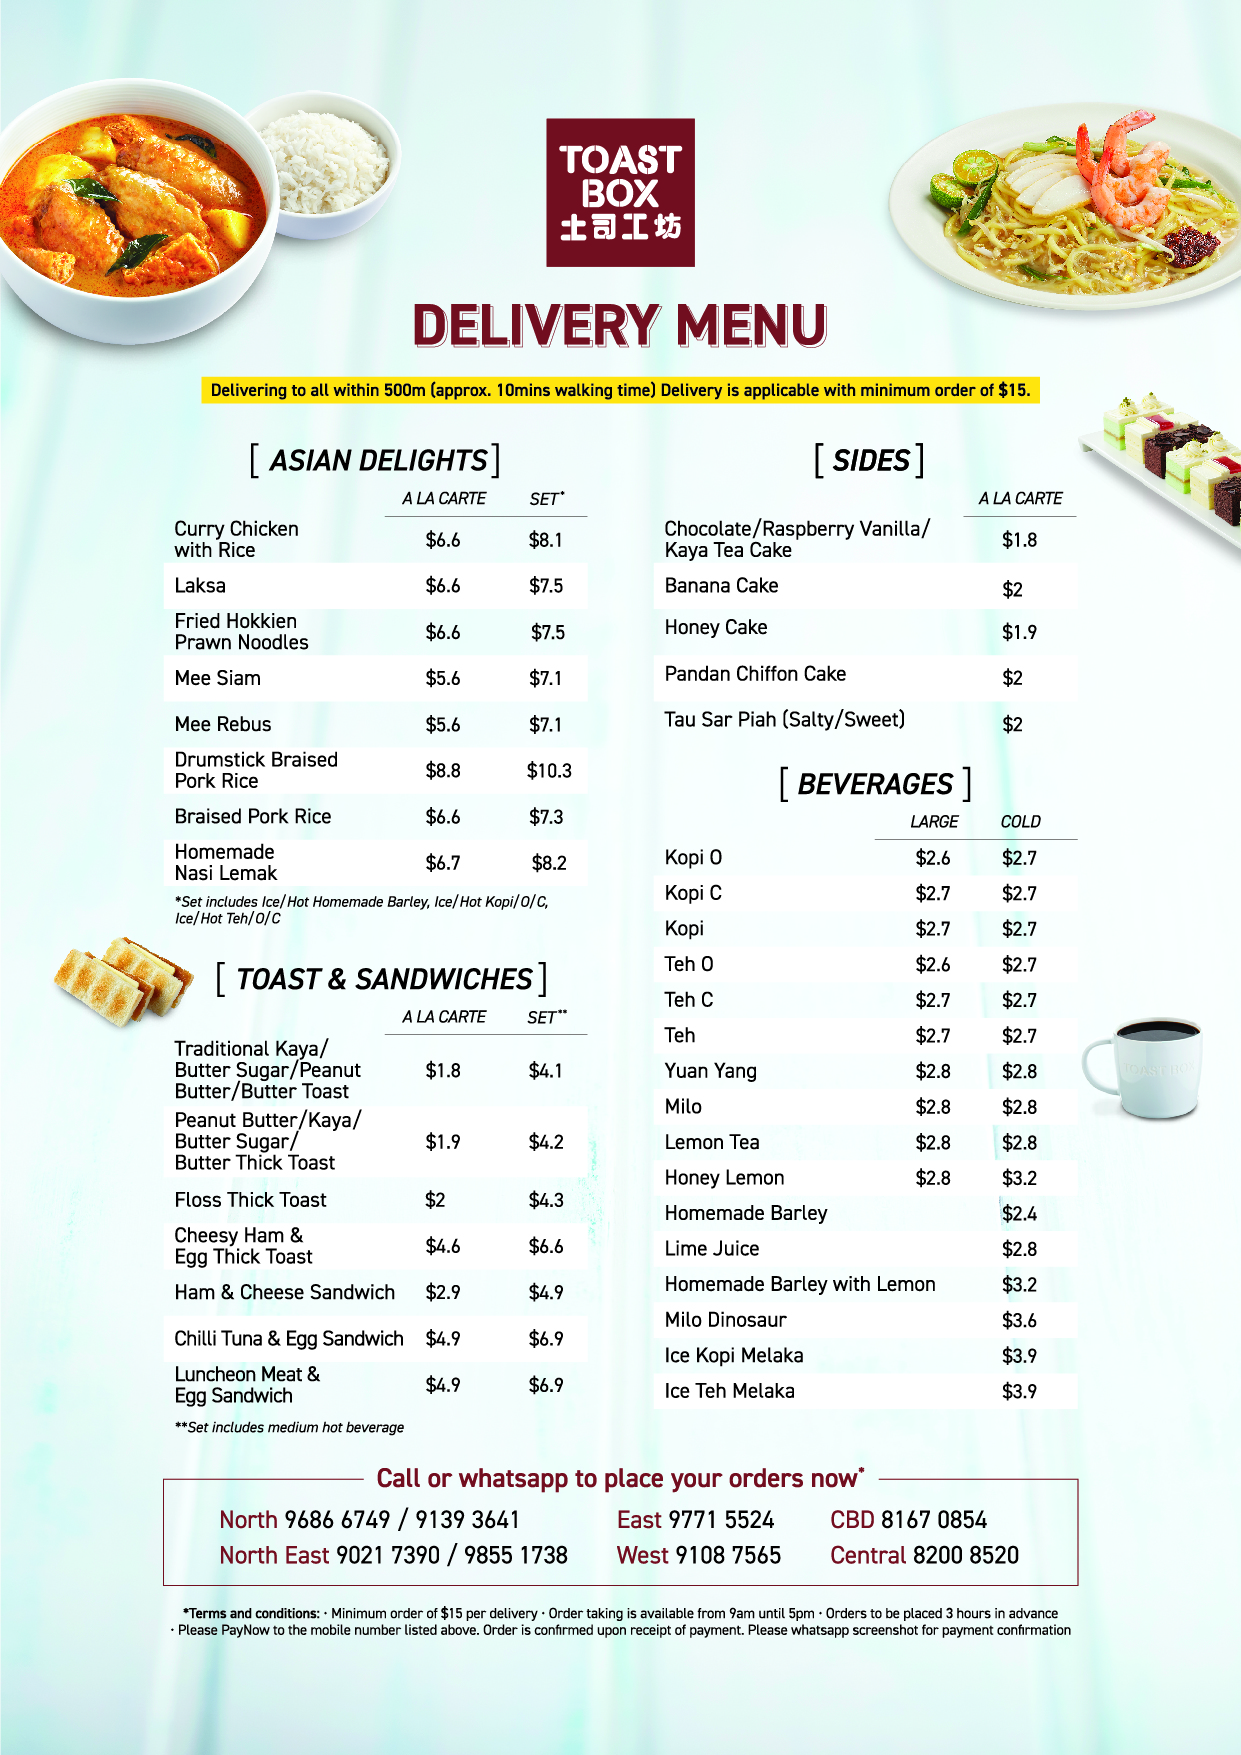 TOAST
BOX
土司工坊
DELIVERY MENU
Delivering to all within 500m (approx. 10mins walking time) Delivery is applicable with minimum order of $15.
[ ASIAN DELIGHTS ]
A LA CARTE SET*
Curry Chicken
with Rice $6.6 $8.1
Laksa $6.6 $7.5
Fried Hokkien
Prawn Noodles $6.6 $7.5
Mee Siam $5.6 $7.1
Mee Rebus $5.6 $7.1
Drumstick Braised
Pork Rice $8.8 $10.3
Braised Pork Rice $6.6 $7.3
Homemade
Nasi Lemak $6.7 $8.2
*Set includes Ice/Hot Homemade Barley, Ice/Hot Kopi/O/C,
Ice/Hot Teh/O/C
[ TOAST & SANDWICHES ]
A LA CARTE SET**
Traditional Kaya/
Butter Sugar/Peanut $1.8 $4.1
Butter/Butter Toast
Peanut Butter/Kaya/
Butter Sugar/ $1.9 $4.2
Butter Thick Toast
Floss Thick Toast $2 $4.3
Cheesy Ham &
Egg Thick Toast $4.6 $6.6
Ham & Cheese Sandwich $2.9 $4.9
Chilli Tuna & Egg Sandwich $4.9 $6.9
Luncheon Meat &
Egg Sandwich $4.9 $6.9
**Set includes medium hot beverage
[ SIDES ]
A LA CARTE
Chocolate/Raspberry Vanilla/
Kaya Tea Cake $1.8
Banana Cake $2
Honey Cake $1.9
Pandan Chiffon Cake $2
Tau Sar Piah (Salty/Sweet) $2
[ BEVERAGES ]
LARGE COLD
Kopi O $2.6 $2.7
Kopi C $2.7 $2.7
Kopi $2.7 $2.7
Teh O $2.6 $2.7
Teh C $2.7 $2.7
Teh $2.7 $2.7
Yuan Yang $2.8 $2.8
Milo $2.8 $2.8
Lemon Tea $2.8 $2.8
Honey Lemon $2.8 $3.2
Homemade Barley $2.4
Lime Juice $2.8
Homemade Barley with Lemon $3.2
Milo Dinosaur $3.6
Ice Kopi Melaka $3.9
Ice Teh Melaka $3.9
TOAST BOX
Call or whatsapp to place your orders now*
North 9686 6749 / 9139 3641 East 9771 5524 CBD 8167 0854
North East 9021 7390 / 9855 1738 West 9108 7565 Central 8200 8520
*Terms and conditions: · Minimum order of $15 per delivery · Order taking is available from 9am until 5pm · Orders to be placed 3 hours in advance
· Please PayNow to the mobile number listed above. Order is confirmed upon receipt of payment. Please whatsapp screenshot for payment confirmation